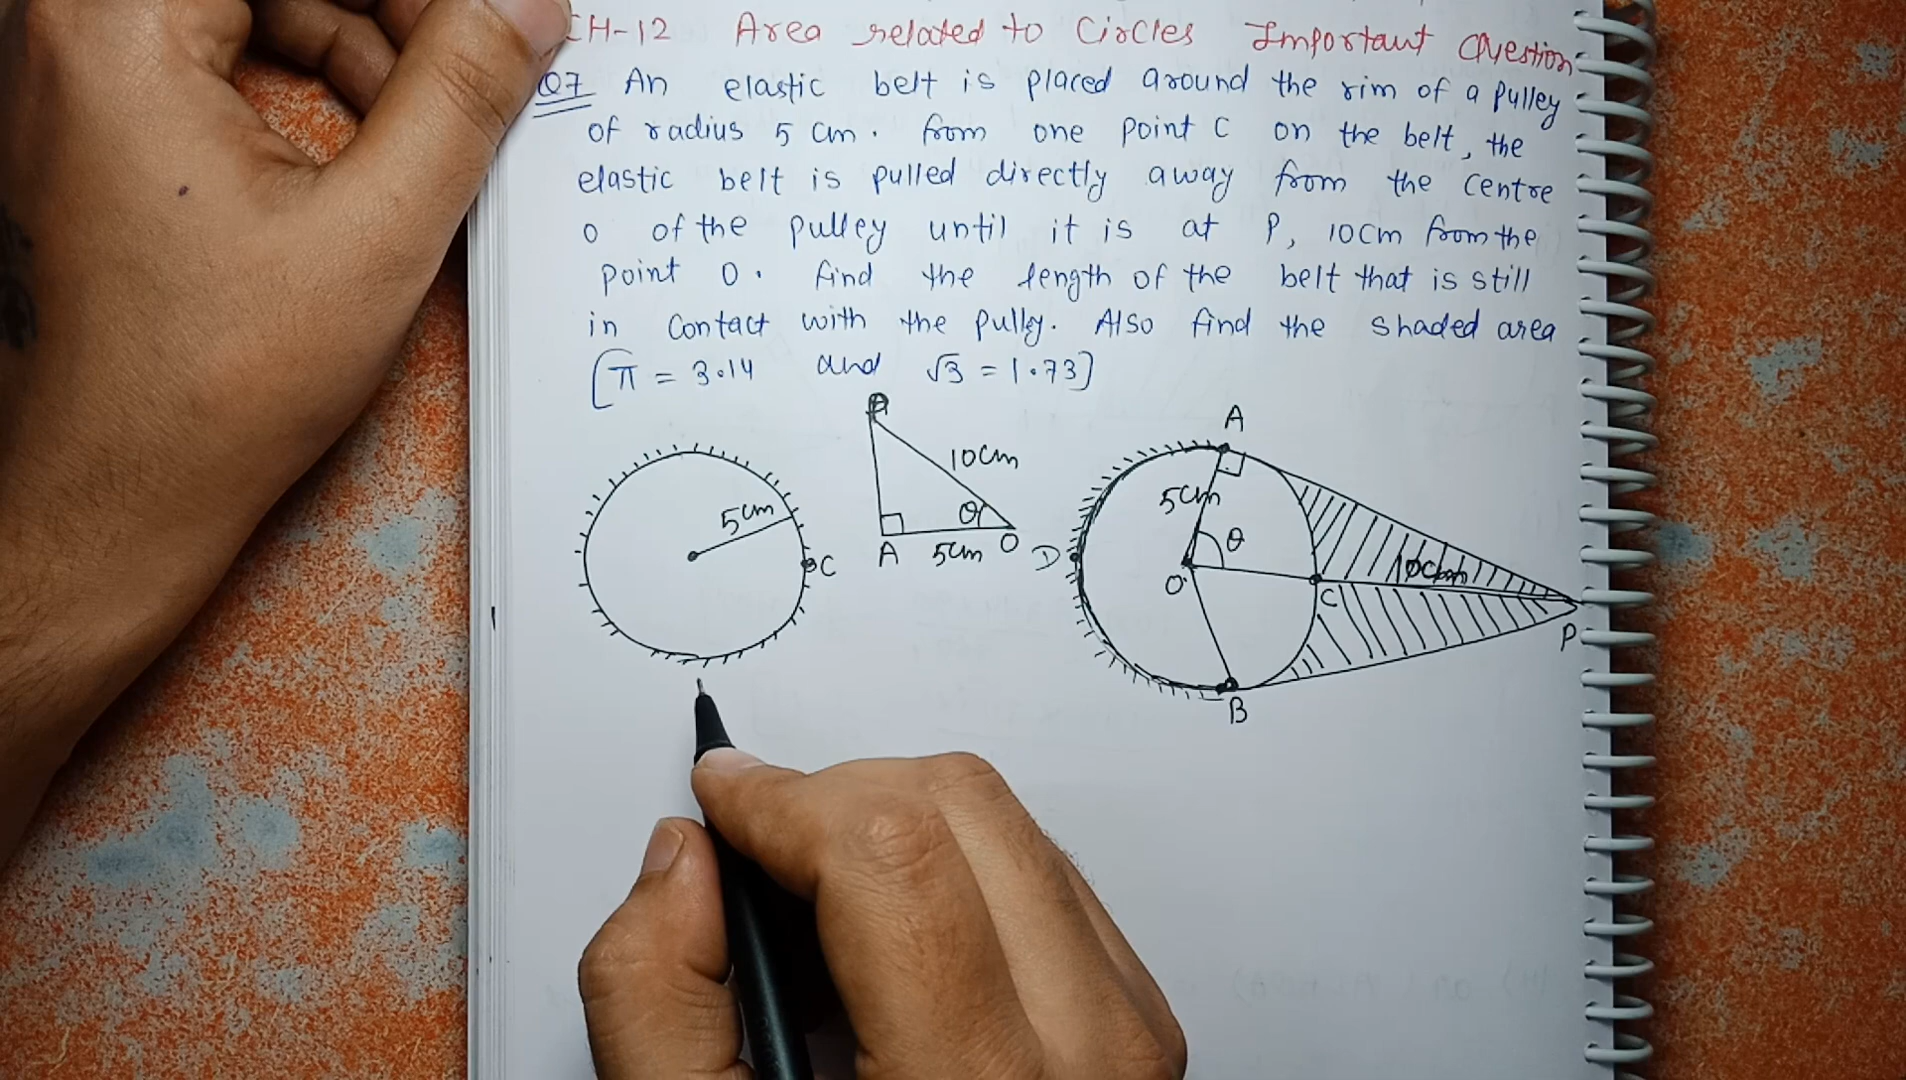 CH-12 Area related to Circles Important Question
Q7 An elastic belt is placed around the rim of a pulley
of radius 5 cm. from one point C on the belt, the
elastic belt is pulled directly away from the centre
O of the pulley until it is at P, 10cm from the
point O. find the length of the belt that is still
in contact with the pully. Also find the shaded area
[π = 3.14 and √3 = 1.73]
5cm
C
P
10cm
θ
A 5cm O
A
5cm
θ
D
O
C
10cm
P
B